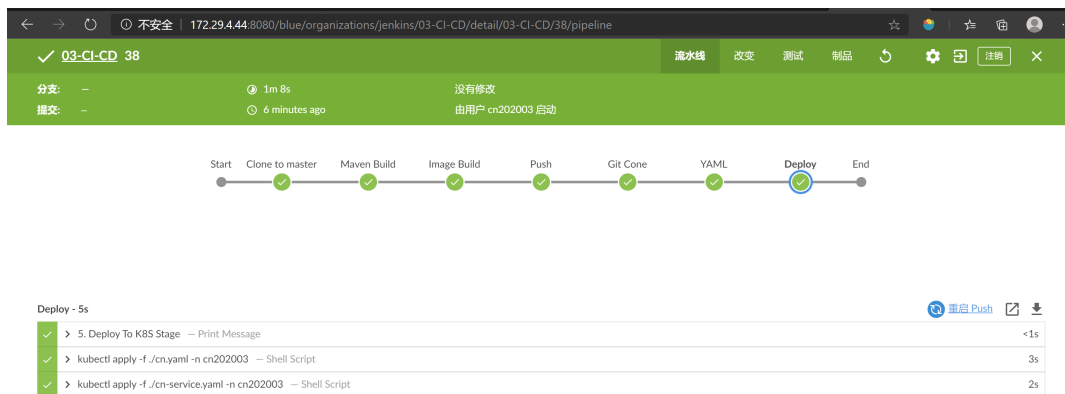 不安全 | 172.29.4.44:8080/blue/organizations/jenkins/03-CI-CD/detail/03-CI-CD/38/pipeline
03-CI-CD 38 流水线 改变 测试 制品 注销
分支: — 1m 8s 没有修改
提交: – 6 minutes ago 由用户 cn202003 启动
Start Clone to master Maven Build Image Build Push Git Cone YAML Deploy End
Deploy - 5s 重启 Push
5. Deploy To K8S Stage — Print Message <1s
kubectl apply -f ./cn.yaml -n cn202003 — Shell Script 3s
kubectl apply -f ./cn-service.yaml -n cn202003 — Shell Script 2s